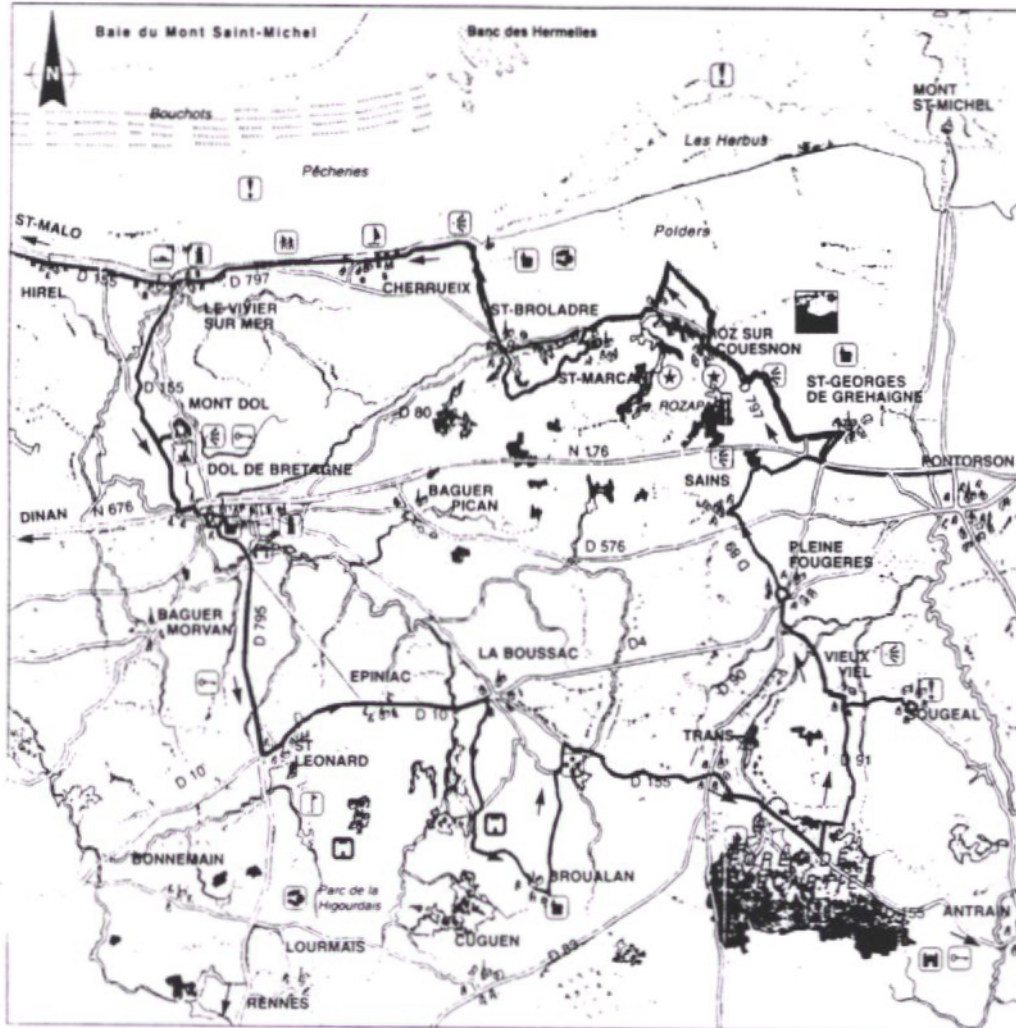 Baie du Mont Saint-Michel
Banc des Hermelles
N
MONT
ST-MICHEL
Bouchots
Les Herbus
Pêcheries
ST-MALO
Polders
D 797
CHERRUEIX
HIREL
D 155
LE VIVIER
SUR MER
ST-BROLADRE
ROZ SUR
COUESNON
ST-MARCAN
ST-GEORGES
DE GREHAIGNE
D 155
MONT DOL
D 80
ROZ
797
N 176
DOL DE BRETAGNE
SAINS
PONTORSON
BAGUER
PICAN
DINAN
N 676
D 576
D 89
PLEINE
FOUGERES
BAGUER
MORVAN
D 795
D4
LA BOUSSAC
VIEUX
VIEL
EPINIAC
D 90
D 10
SOUGEAL
TRANS
ST
LEONARD
D 91
D 10
D 155
BONNEMAIN
BROUALAN
Parc de la
Higourdais
D 155
ANTRAIN
LOURMAIS
CUGUEN
D 83
RENNES